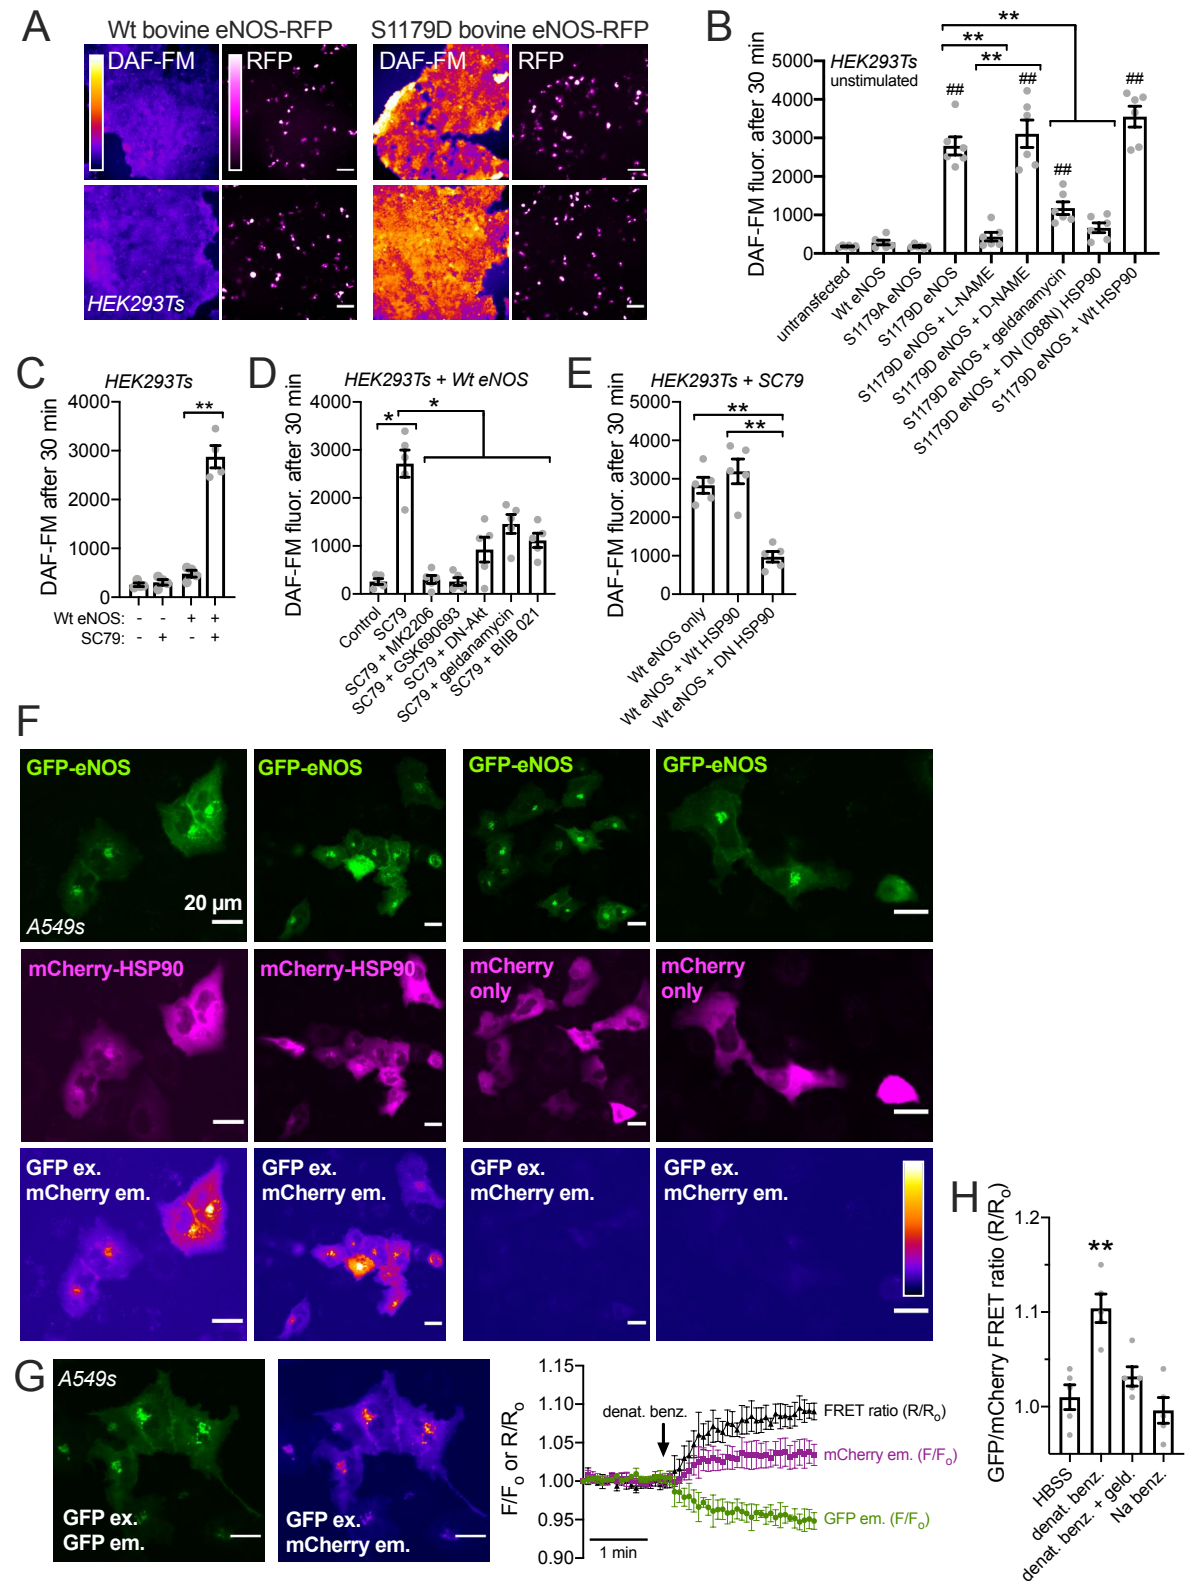 A
Wt bovine eNOS-RFP
S1179D bovine eNOS-RFP
DAF-FM
RFP
DAF-FM
RFP
HEK293Ts
B
HEK293Ts
unstimulated
DAF-FM fluor. after 30 min
5000
4000
3000
2000
1000
0
**
**
**
##
##
##
##
untransfected
Wt eNOS
S1179A eNOS
S1179D eNOS
S1179D eNOS + L-NAME
S1179D eNOS + D-NAME
S1179D eNOS + geldanamycin
S1179D eNOS + DN (D88N) HSP90
S1179D eNOS + Wt HSP90
C
HEK293Ts
DAF-FM after 30 min
4000
3000
2000
1000
0
**
Wt eNOS: - - + +
SC79: - + - +
D
HEK293Ts + Wt eNOS
DAF-FM fluor. after 30 min
4000
3000
2000
1000
0
*
*
Control
SC79
SC79 + MK2206
SC79 + GSK690693
SC79 + DN-Akt
SC79 + geldanamycin
SC79 + BIIB 021
E
HEK293Ts + SC79
DAF-FM fluor. after 30 min
5000
4000
3000
2000
1000
0
**
**
Wt eNOS only
Wt eNOS + Wt HSP90
Wt eNOS + DN HSP90
F
GFP-eNOS
20 µm
A549s
GFP-eNOS
GFP-eNOS
GFP-eNOS
mCherry-HSP90
mCherry-HSP90
mCherry
only
mCherry
only
GFP ex.
mCherry em.
GFP ex.
mCherry em.
GFP ex.
mCherry em.
GFP ex.
mCherry em.
G
A549s
GFP ex.
GFP em.
GFP ex.
mCherry em.
F/Fo or R/Ro
1.15
1.10
1.05
1.00
0.95
0.90
denat. benz.
1 min
FRET ratio (R/Ro)
mCherry em. (F/Fo)
GFP em. (F/Fo)
H
GFP/mCherry FRET ratio (R/Ro)
1.2
1.10
1.0
**
HBSS
denat. benz.
denat. benz. + geld.
Na benz.